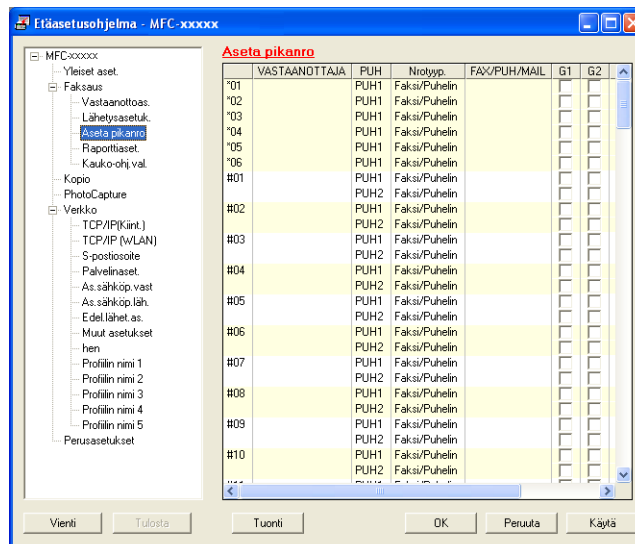 Etäasetusohjelma - MFC-xxxxx
MFC-xxxxx
Yleiset aset.
Faksaus
Vastaanottoas.
Lähetysasetuk.
Aseta pikanro
Raporttiaset.
Kauko-ohj.val.
Kopio
PhotoCapture
Verkko
TCP/IP(Kiint.)
TCP/IP (WLAN)
S-postiosoite
Palvelinaset.
As.sähköp.vast
As.sähköp.läh.
Edel.lähet.as.
Muut asetukset
hen
Profiilin nimi 1
Profiilin nimi 2
Profiilin nimi 3
Profiilin nimi 4
Profiilin nimi 5
Perusasetukset
Aseta pikanro
VASTAANOTTAJA PUH Nrotyyp. FAX/PUH/MAIL G1 G2
*01 PUH1 Faksi/Puhelin
*02 PUH1 Faksi/Puhelin
*03 PUH1 Faksi/Puhelin
*04 PUH1 Faksi/Puhelin
*05 PUH1 Faksi/Puhelin
*06 PUH1 Faksi/Puhelin
#01 PUH1 Faksi/Puhelin
PUH2 Faksi/Puhelin
#02 PUH1 Faksi/Puhelin
PUH2 Faksi/Puhelin
#03 PUH1 Faksi/Puhelin
PUH2 Faksi/Puhelin
#04 PUH1 Faksi/Puhelin
PUH2 Faksi/Puhelin
#05 PUH1 Faksi/Puhelin
PUH2 Faksi/Puhelin
#06 PUH1 Faksi/Puhelin
PUH2 Faksi/Puhelin
#07 PUH1 Faksi/Puhelin
PUH2 Faksi/Puhelin
#08 PUH1 Faksi/Puhelin
PUH2 Faksi/Puhelin
#09 PUH1 Faksi/Puhelin
PUH2 Faksi/Puhelin
#10 PUH1 Faksi/Puhelin
PUH2 Faksi/Puhelin
Vienti Tulosta Tuonti OK Peruuta Käytä